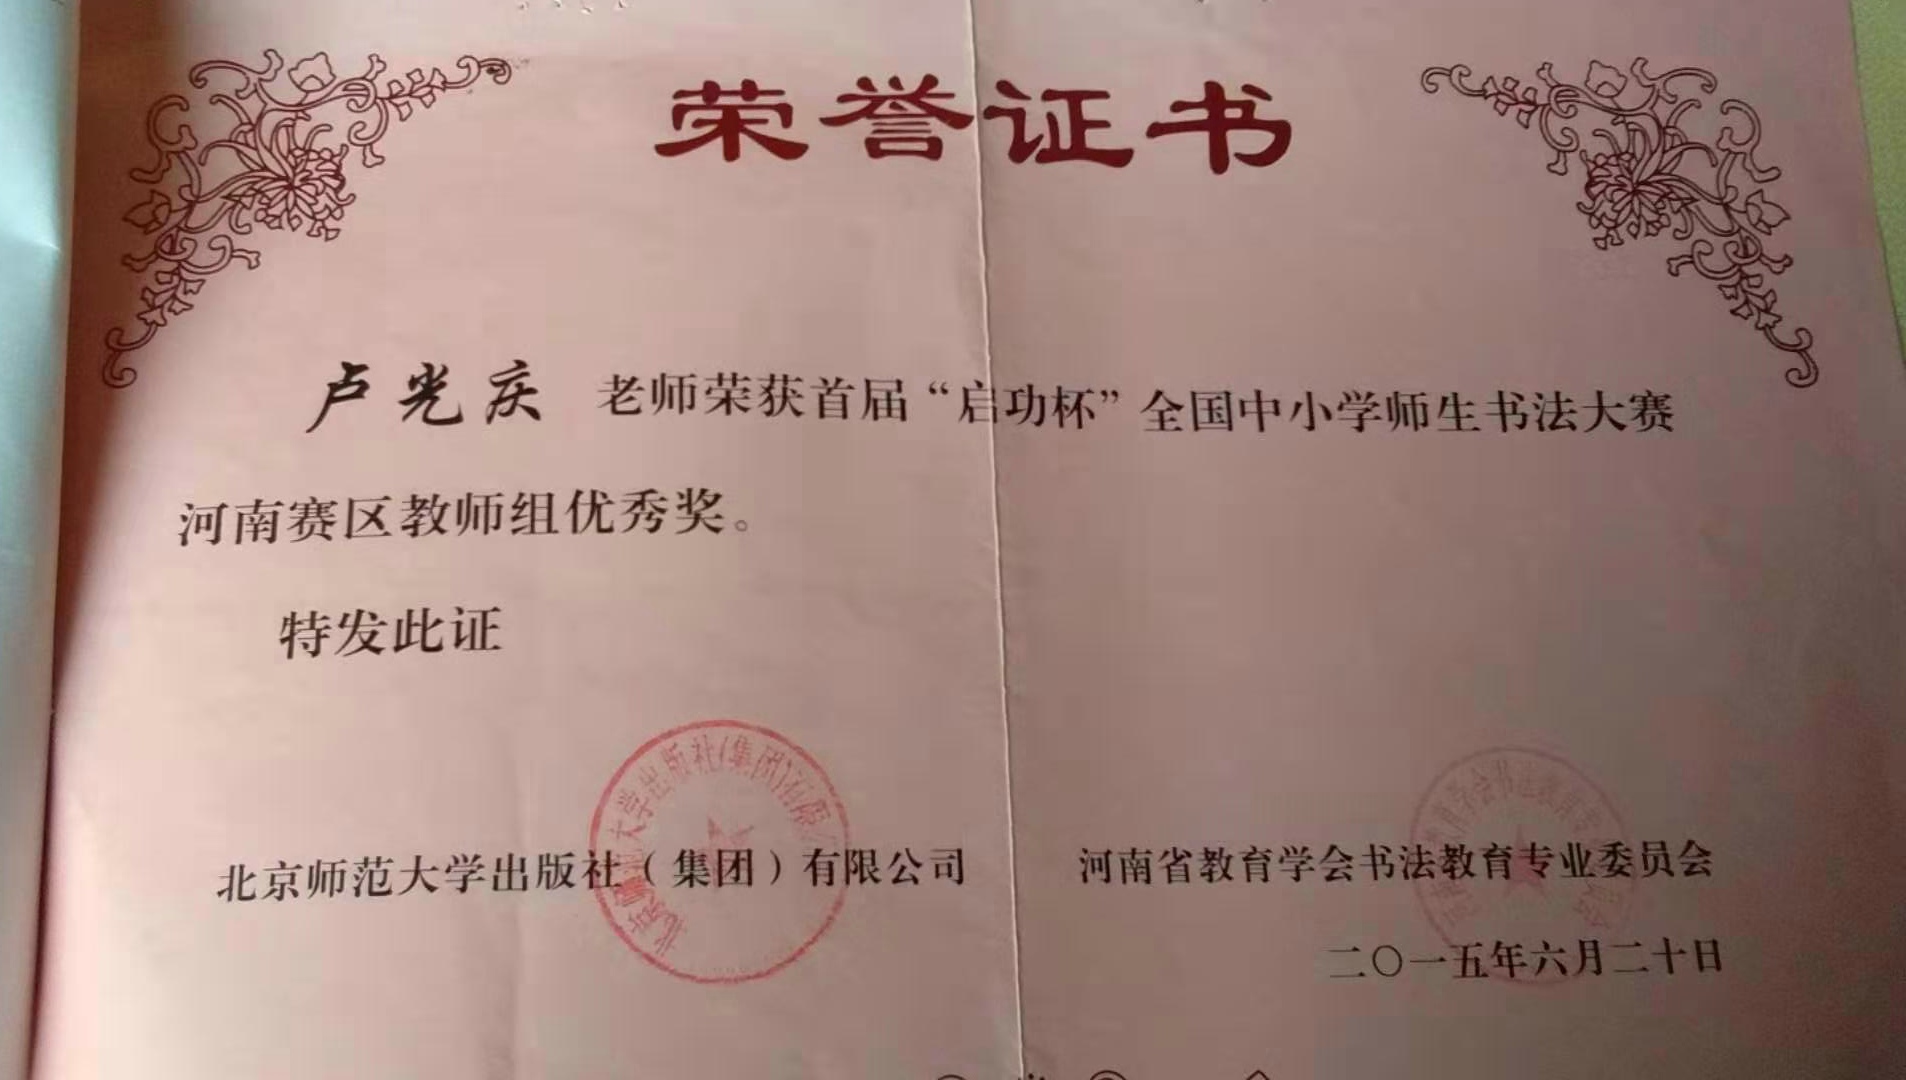 荣誉证书
卢光庆 老师荣获首届“启功杯”全国中小学师生书法大赛
河南赛区教师组优秀奖。
特发此证
北京师范大学出版社（集团）有限公司
河南省教育学会书法教育专业委员会
二〇一五年六月二十日